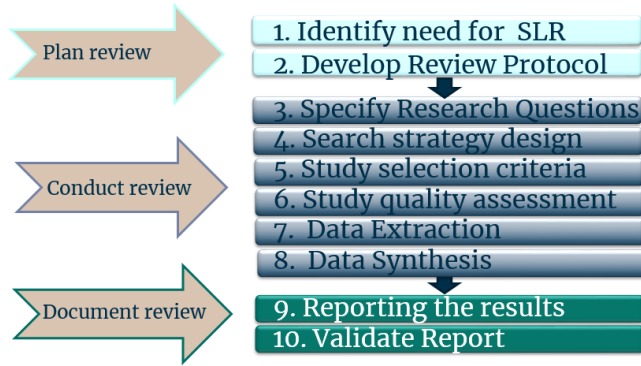 Plan review
1. Identify need for SLR
2. Develop Review Protocol
3. Specify Research Questions
4. Search strategy design
Conduct review
5. Study selection criteria
6. Study quality assessment
7. Data Extraction
8. Data Synthesis
Document review
9. Reporting the results
10. Validate Report